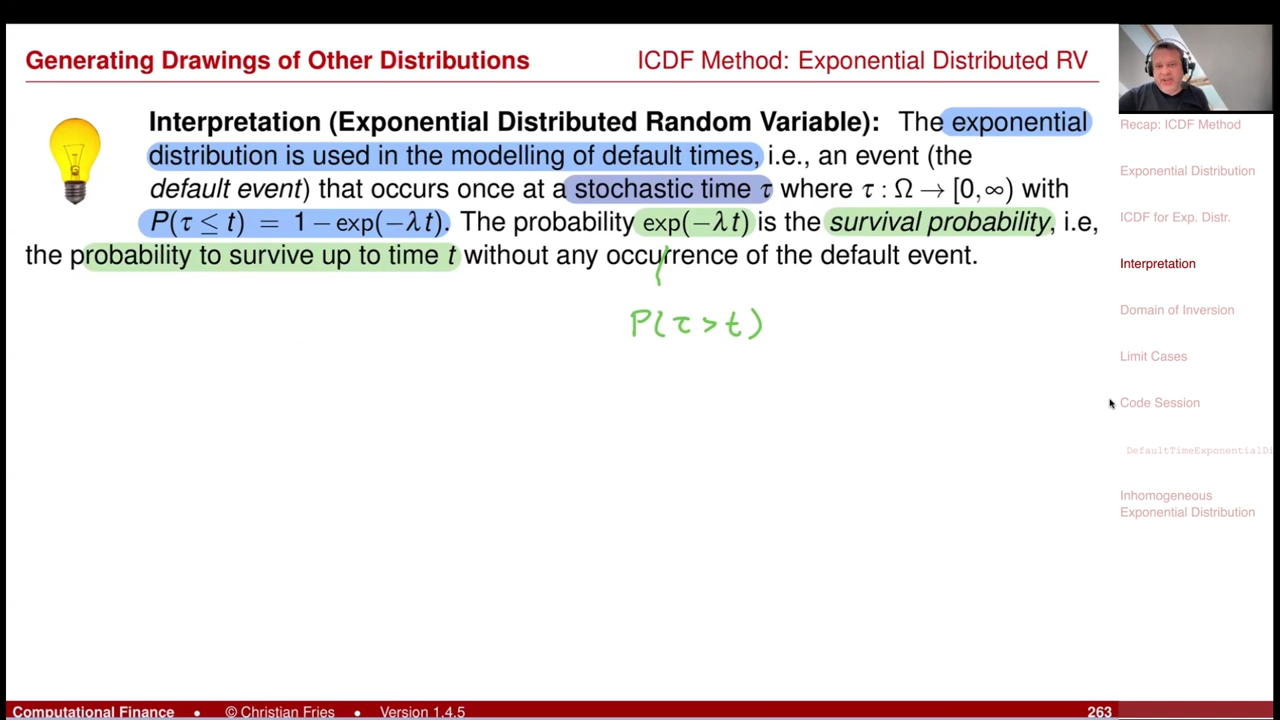 Generating Drawings of Other Distributions
ICDF Method: Exponential Distributed RV
Interpretation (Exponential Distributed Random Variable): The exponential
distribution is used in the modelling of default times, i.e., an event (the
default event) that occurs once at a stochastic time τ where τ : Ω → [0,∞) with
P(τ ≤ t) = 1 − exp(−λ t). The probability exp(−λ t) is the survival probability, i.e,
the probability to survive up to time t without any occurrence of the default event.
P(τ > t)
Recap: ICDF Method
Exponential Distribution
ICDF for Exp. Distr.
Interpretation
Domain of Inversion
Limit Cases
Code Session
DefaultTimeExponentialDi
Inhomogeneous
Exponential Distribution
Computational Finance • © Christian Fries • Version 1.4.5
263